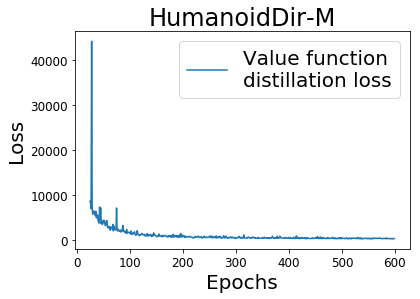 HumanoidDir-M
Value function
distillation loss
Loss
40000
30000
20000
10000
0
0 100 200 300 400 500 600
Epochs